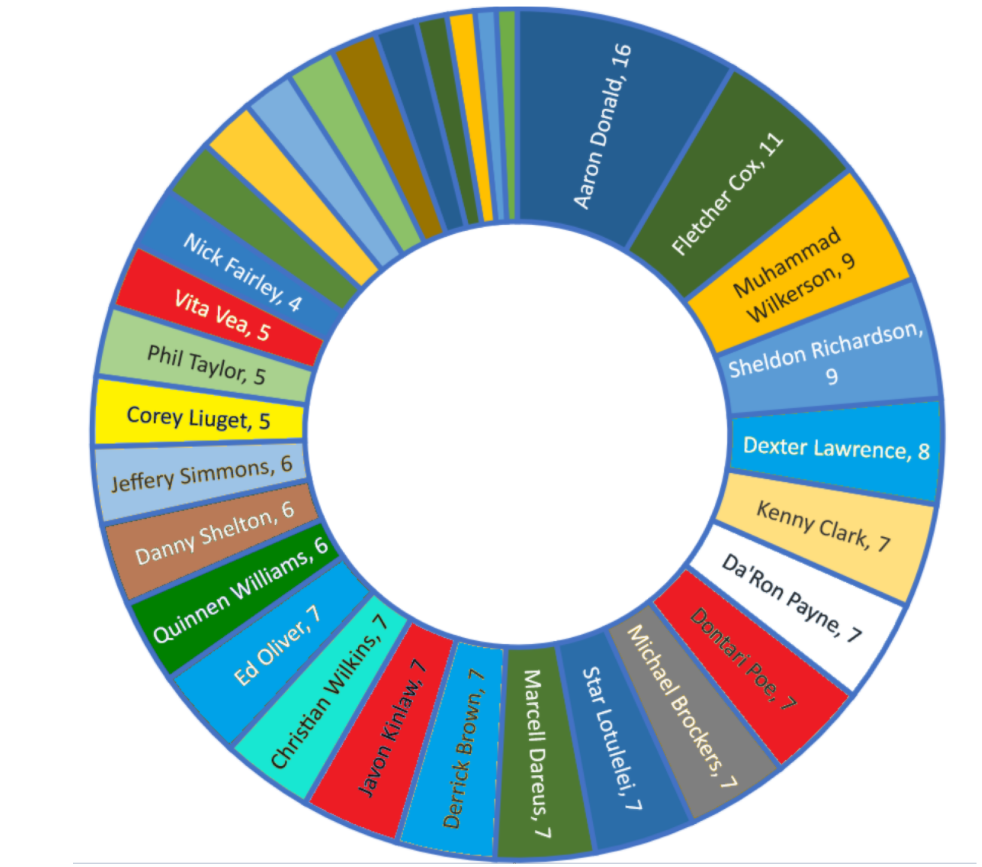 Aaron Donald, 16
Fletcher Cox, 11
Muhammad
Wilkerson, 9
Sheldon Richardson,
9
Dexter Lawrence, 8
Kenny Clark, 7
Da'Ron Payne, 7
Dontari Poe, 7
Michael Brockers, 7
Star Lotulelei, 7
Marcell Dareus, 7
Derrick Brown, 7
Javon Kinlaw, 7
Christian Wilkins, 7
Ed Oliver, 7
Quinnen Williams, 6
Danny Shelton, 6
Jeffery Simmons, 6
Corey Liuget, 5
Phil Taylor, 5
Vita Vea, 5
Nick Fairley, 4